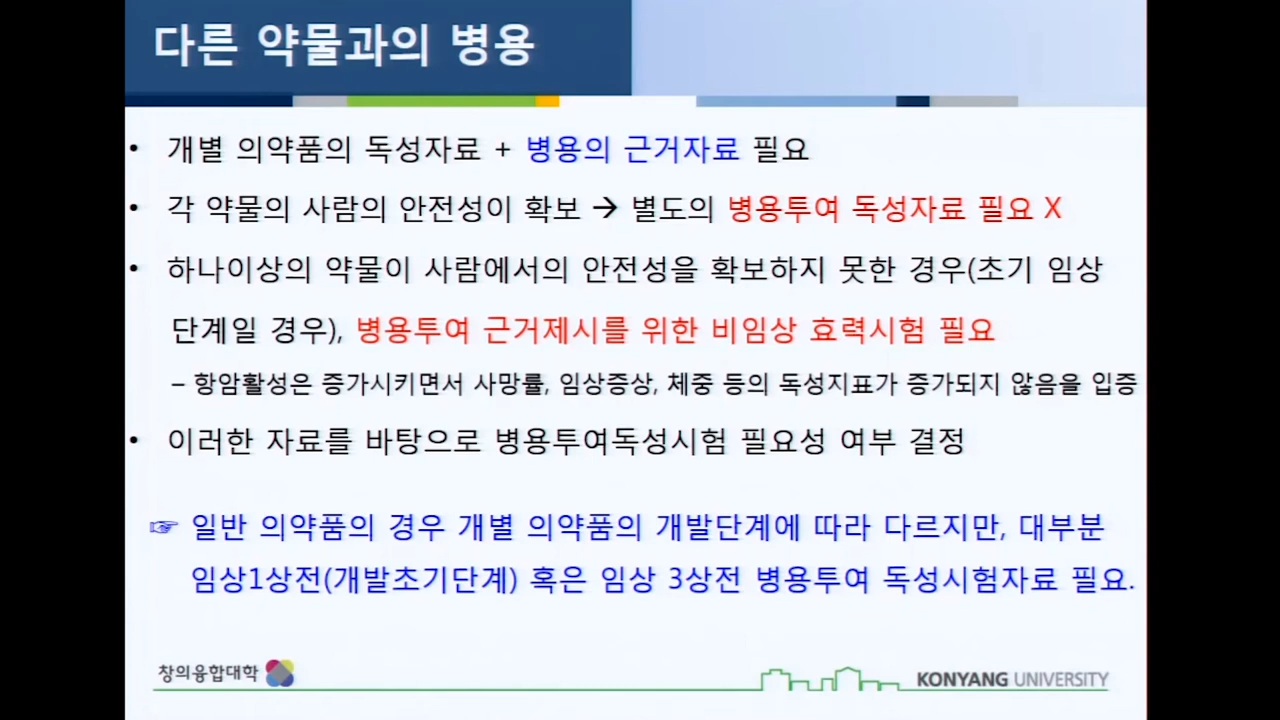 다른 약물과의 병용
• 개별 의약품의 독성자료 + 병용의 근거자료 필요
• 각 약물의 사람의 안전성이 확보 → 별도의 병용투여 독성자료 필요 X
• 하나이상의 약물이 사람에서의 안전성을 확보하지 못한 경우(초기 임상
단계일 경우), 병용투여 근거제시를 위한 비임상 효력시험 필요
– 항암활성은 증가시키면서 사망률, 임상증상, 체중 등의 독성지표가 증가되지 않음을 입증
• 이러한 자료를 바탕으로 병용투여독성시험 필요성 여부 결정
☞ 일반 의약품의 경우 개별 의약품의 개발단계에 따라 다르지만, 대부분
임상1상전(개발초기단계) 혹은 임상 3상전 병용투여 독성시험자료 필요.
창의융합대학
KONYANG UNIVERSITY